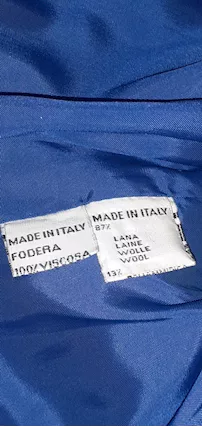 MADE IN ITALY
FODERA
100% VISCOSA
MADE IN ITALY
87%
LANA
LAINE
WOLLE
WOOL
13%